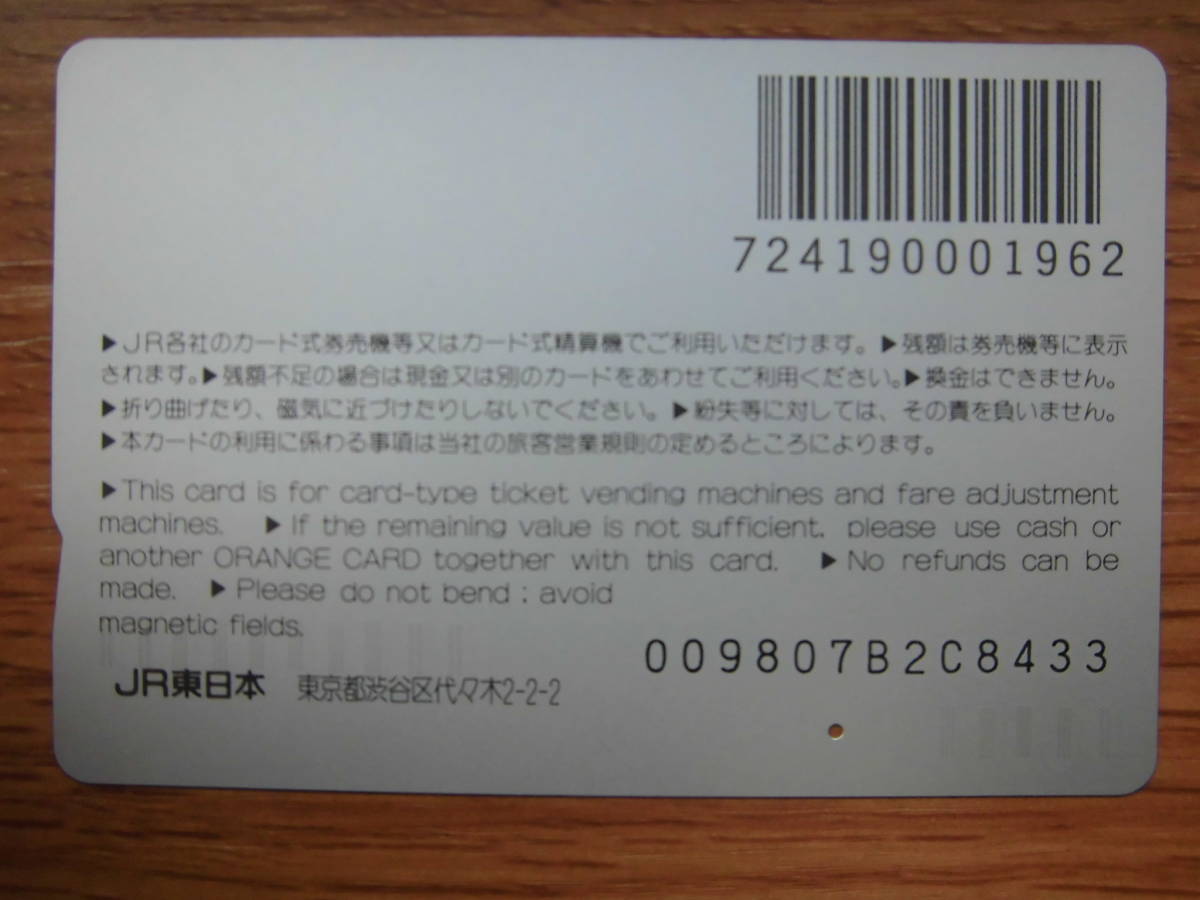 724190001962
▶JR各社のカード式券売機等又はカード式精算機でご利用いただけます。▶残額は券売機等に表示
されます。▶残額不足の場合は現金又は別のカードをあわせてご利用ください。▶換金はできません。
▶折り曲げたり、磁気に近づけたりしないでください。▶紛失等に対しては、その責を負いません。
▶本カードの利用に係わる事項は当社の旅客営業規則の定めるところによります。
▶This card is for card-type ticket vending machines and fare adjustment
machines. ▶If the remaining value is not sufficient, please use cash or
another ORANGE CARD together with this card. ▶No refunds can be
made. ▶Please do not bend; avoid
magnetic fields.
009807B2C8433
JR東日本 東京都渋谷区代々木2-2-2